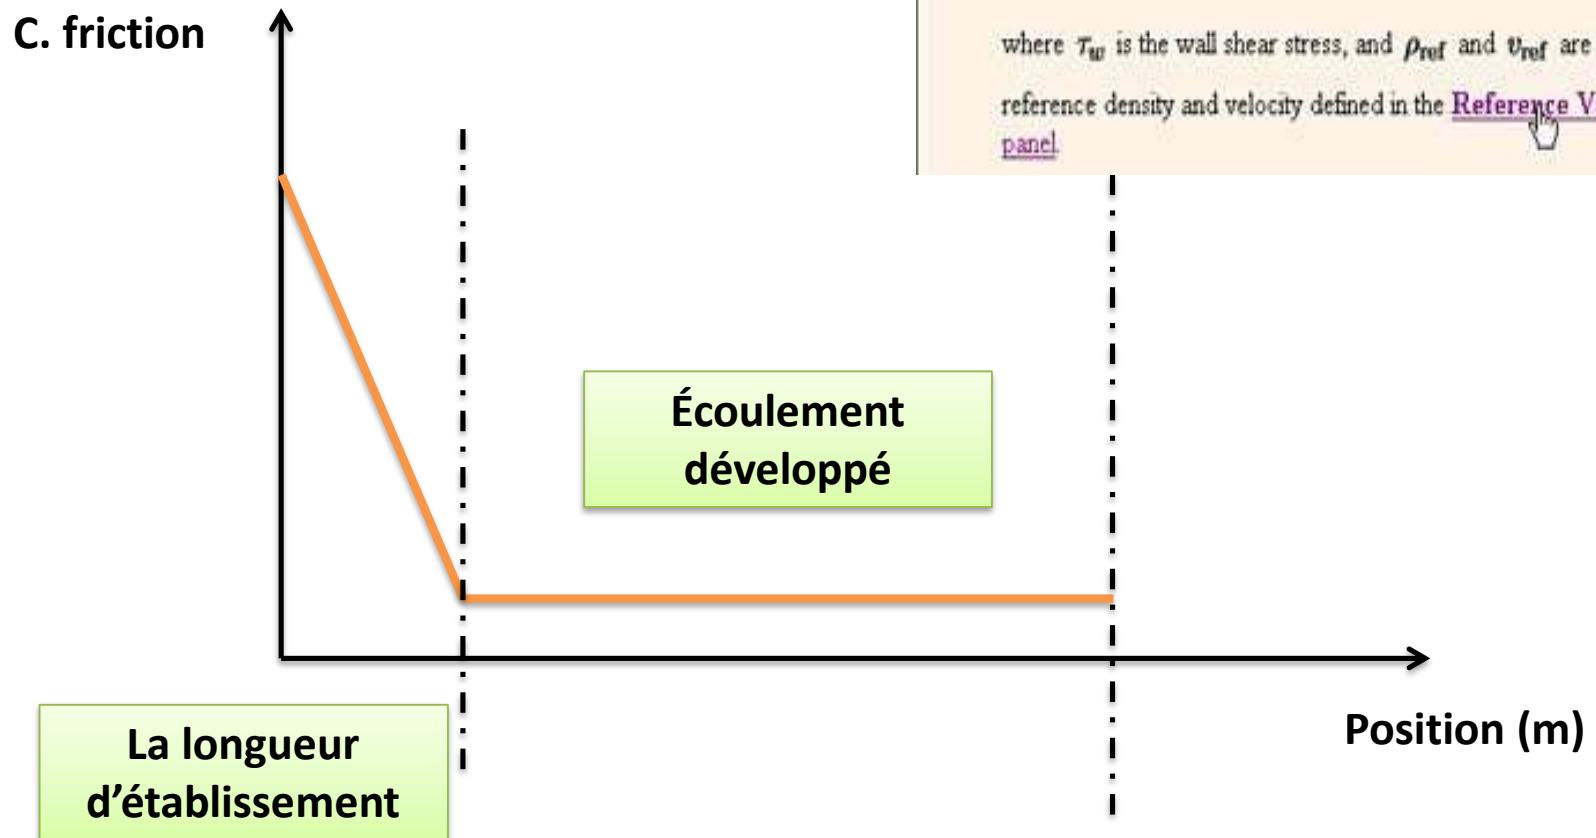 C. friction
where τw is the wall shear stress, and ρref and vref are
reference density and velocity defined in the Reference V
panel.
Écoulement
développé
La longueur
d'établissement
Position (m)